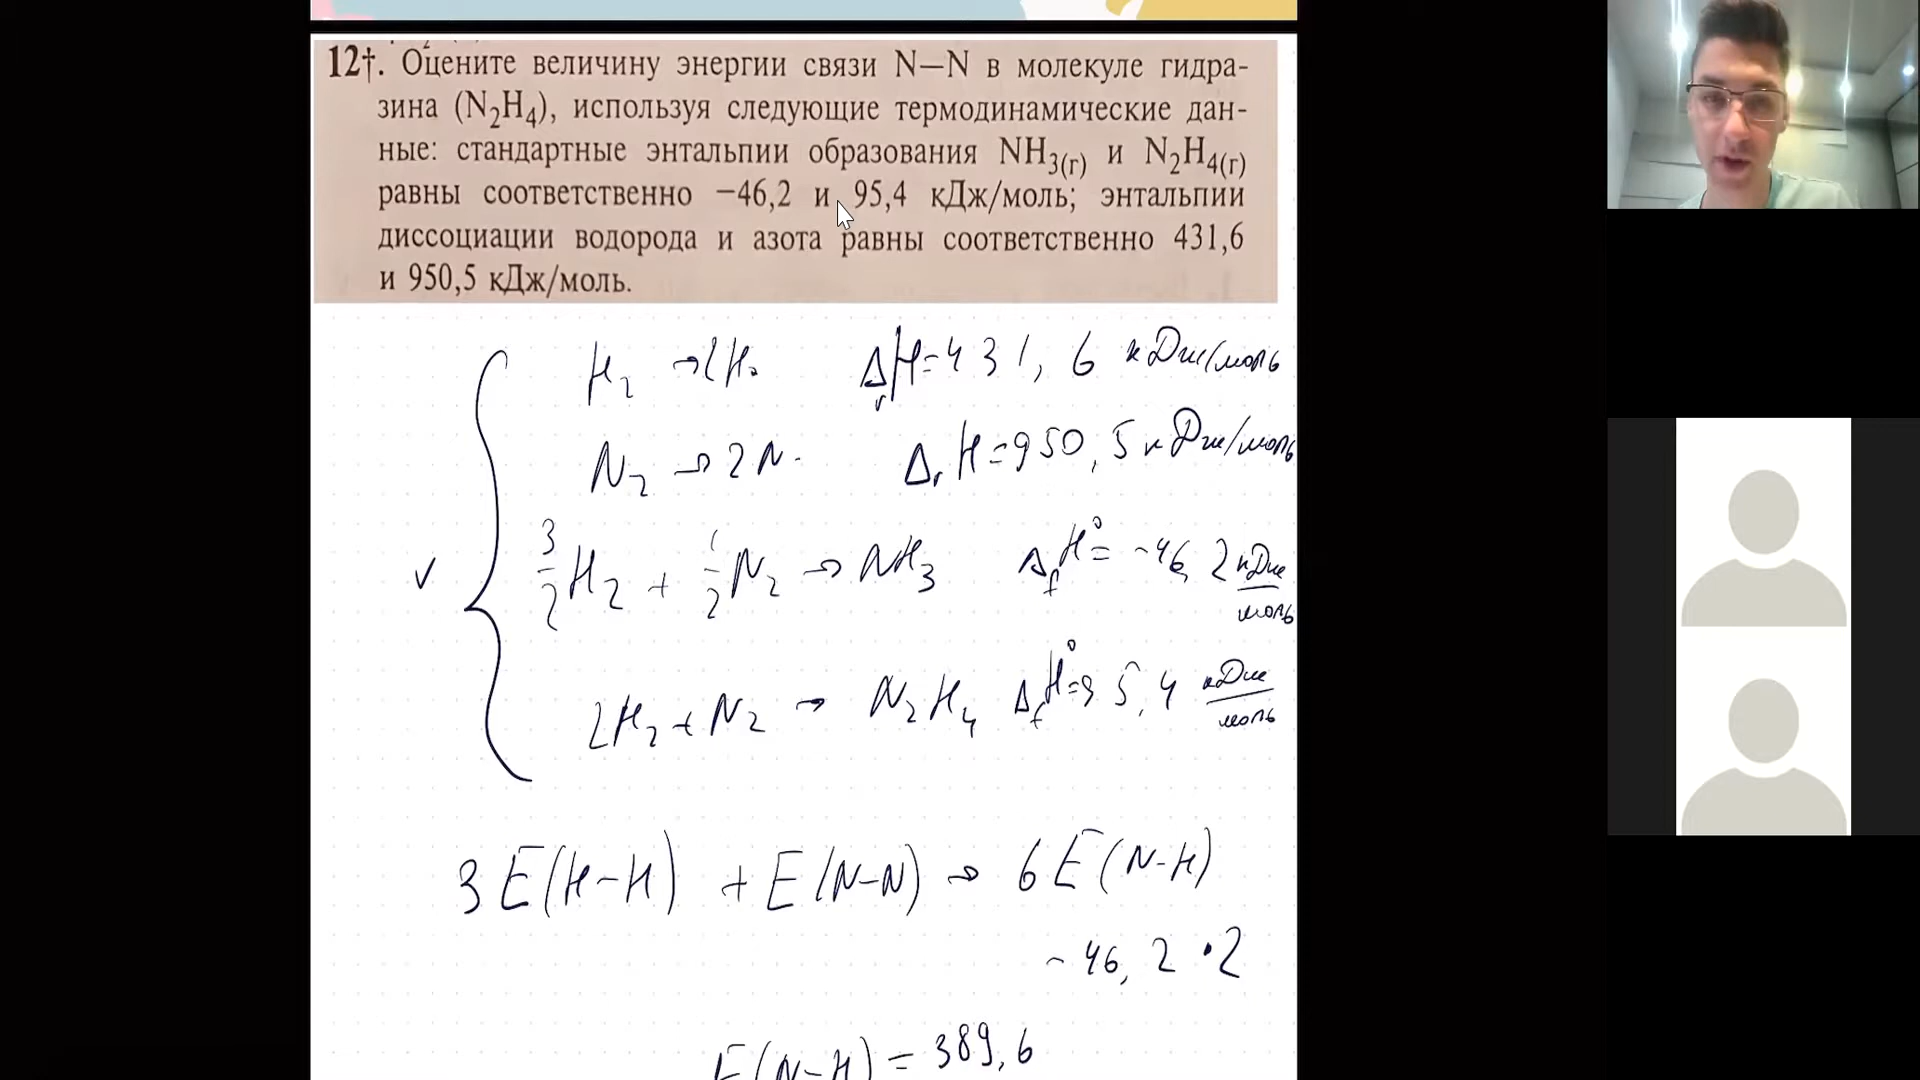 12†. Оцените величину энергии связи N—N в молекуле гидра-
зина (N₂H₄), используя следующие термодинамические дан-
ные: стандартные энтальпии образования NH₃(г) и N₂H₄(г)
равны соответственно −46,2 и 95,4 кДж/моль; энтальпии
диссоциации водорода и азота равны соответственно 431,6
и 950,5 кДж/моль.
H₂ → 2H· ΔᵣH = 431,6 кДж/моль
N₂ → 2N· ΔᵣH = 950,5 кДж/моль
√ 3/2 H₂ + 1/2 N₂ → NH₃ ΔfH° = -46,2 кДж/моль
2H₂ + N₂ → N₂H₄ ΔfH° = 95,4 кДж/моль
3E(H-H) + E(N-N) → 6E(N-H)
-46,2 · 2
E(N-H) = 389,6